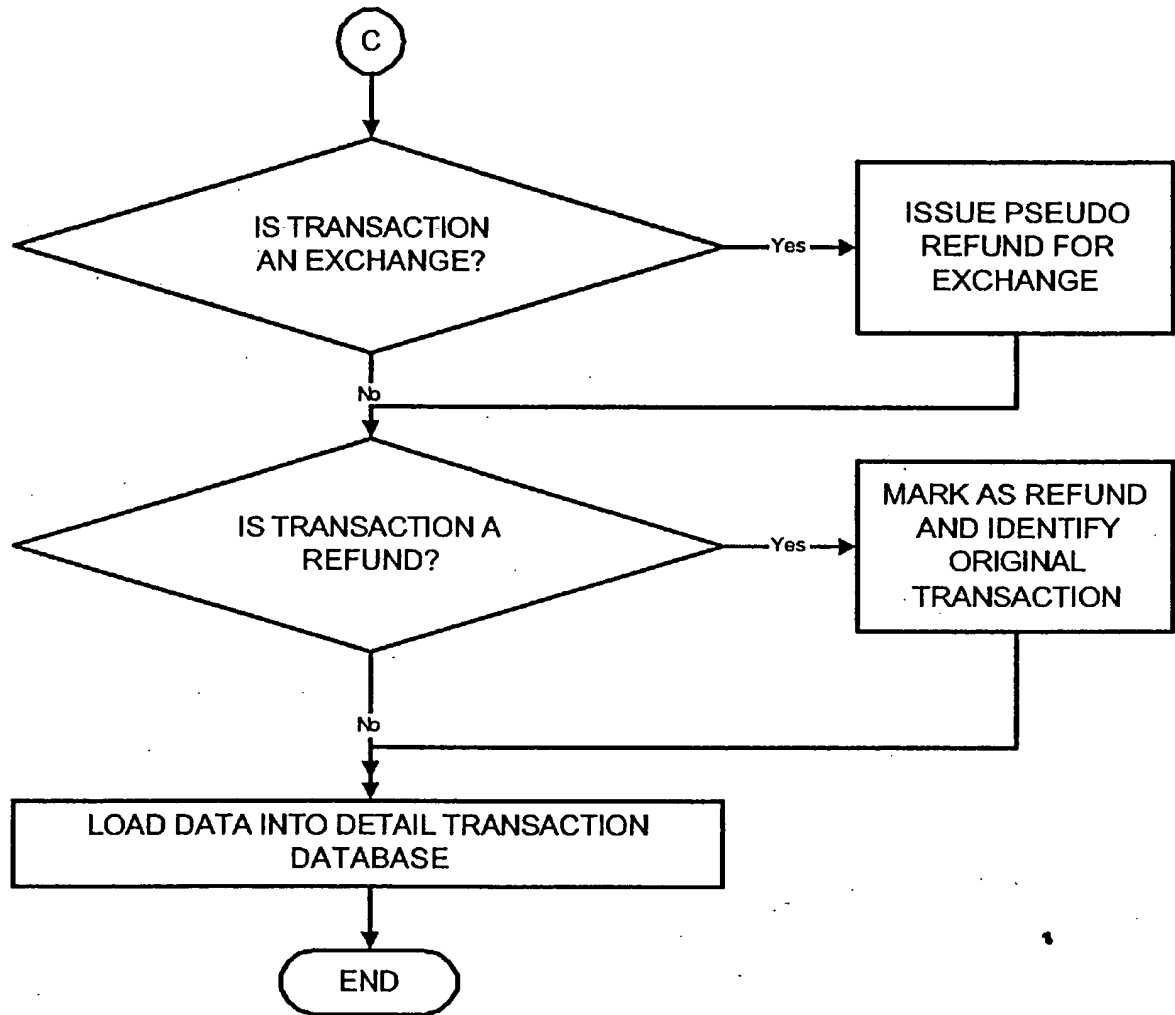 C
IS TRANSACTION
AN EXCHANGE?
Yes
ISSUE PSEUDO
REFUND FOR
EXCHANGE
No
IS TRANSACTION A
REFUND?
Yes
MARK AS REFUND
AND IDENTIFY
ORIGINAL
TRANSACTION
No
LOAD DATA INTO DETAIL TRANSACTION
DATABASE
END